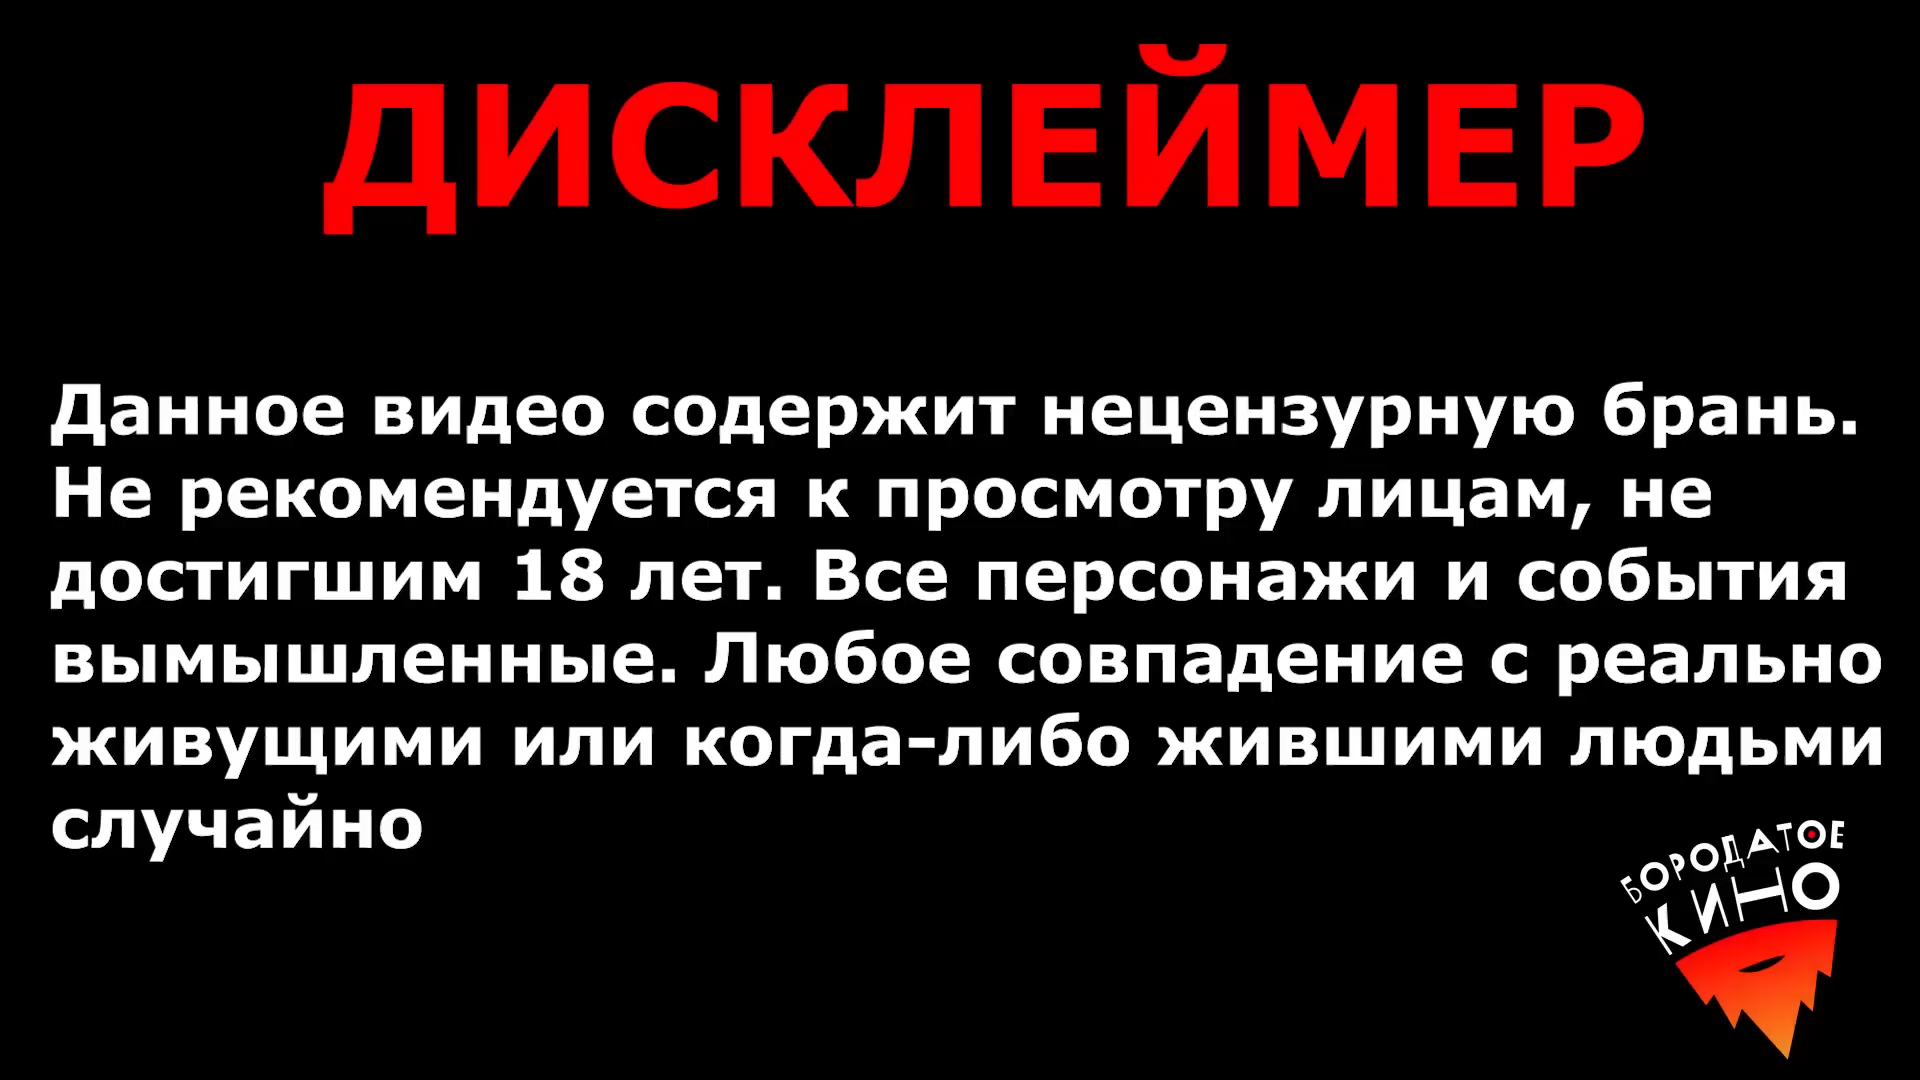 ДИСКЛЕЙМЕР
Данное видео содержит нецензурную брань.
Не рекомендуется к просмотру лицам, не
достигшим 18 лет. Все персонажи и события
вымышленные. Любое совпадение с реально
живущими или когда-либо жившими людьми
случайно
БОРОДАТОЕ
КИНО